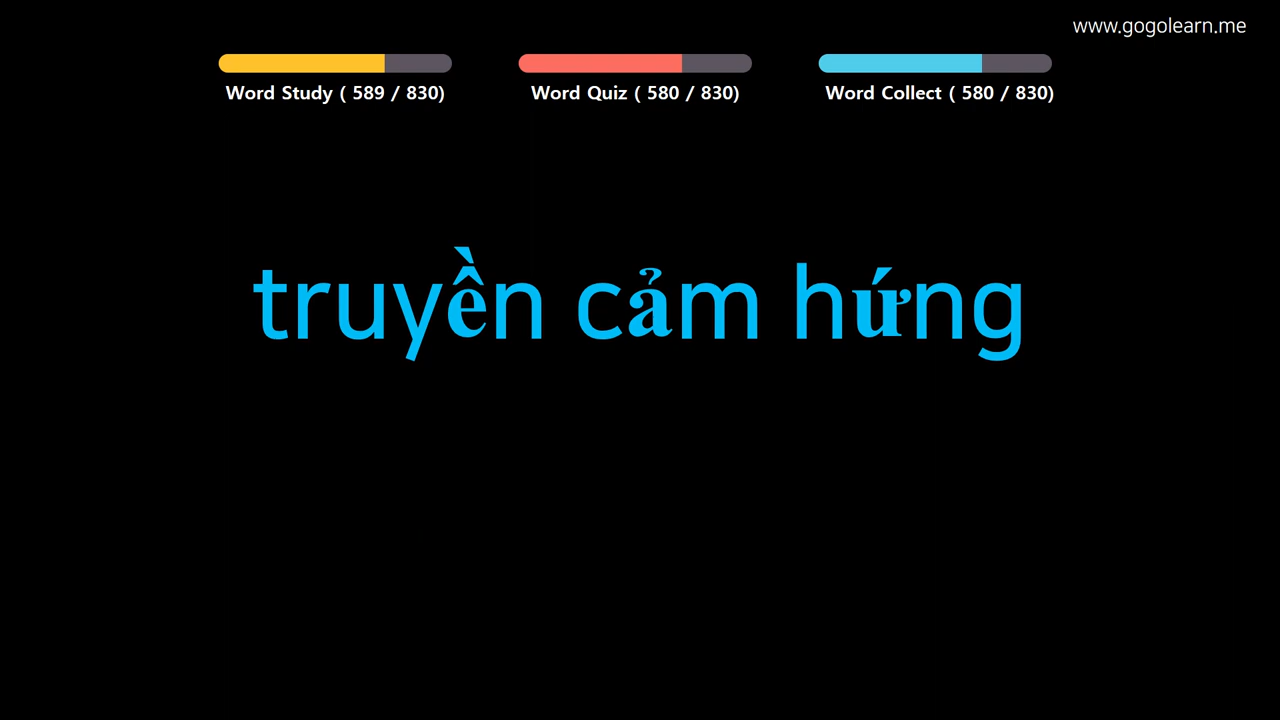 www.gogolearn.me
Word Study ( 589 / 830)
Word Quiz ( 580 / 830)
Word Collect ( 580 / 830)
truyền cảm hứng